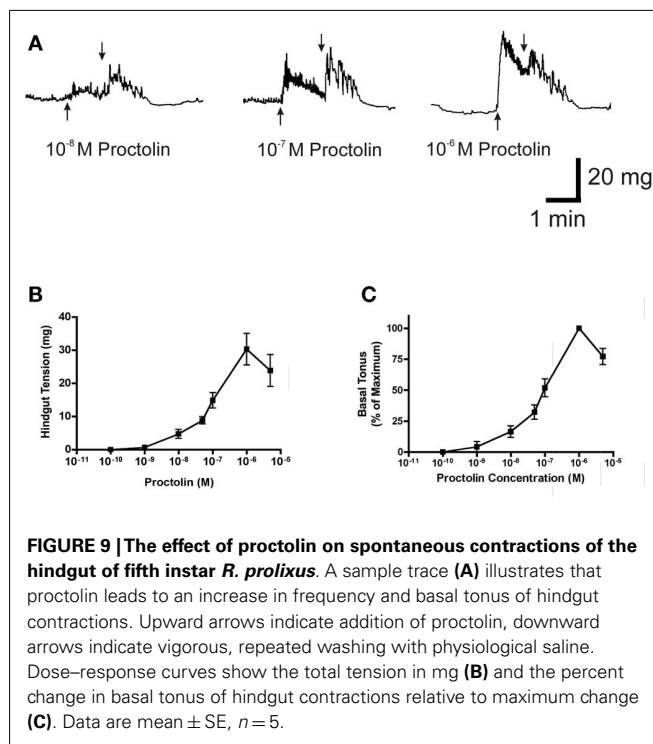 A
10⁻⁸ M Proctolin
10⁻⁷ M Proctolin
10⁻⁶ M Proctolin
20 mg
1 min
B
Hindgut Tension (mg)
40
30
20
10
0
10⁻¹¹ 10⁻¹⁰ 10⁻⁹ 10⁻⁸ 10⁻⁷ 10⁻⁶ 10⁻⁵
Proctolin (M)
C
Basal Tonus
(% of Maximum)
100
75
50
25
0
10⁻¹¹ 10⁻¹⁰ 10⁻⁹ 10⁻⁸ 10⁻⁷ 10⁻⁶ 10⁻⁵
Proctolin Concentration (M)
FIGURE 9 | The effect of proctolin on spontaneous contractions of the
hindgut of fifth instar R. prolixus. A sample trace (A) illustrates that
proctolin leads to an increase in frequency and basal tonus of hindgut
contractions. Upward arrows indicate addition of proctolin, downward
arrows indicate vigorous, repeated washing with physiological saline.
Dose–response curves show the total tension in mg (B) and the percent
change in basal tonus of hindgut contractions relative to maximum change
(C). Data are mean ± SE, n = 5.